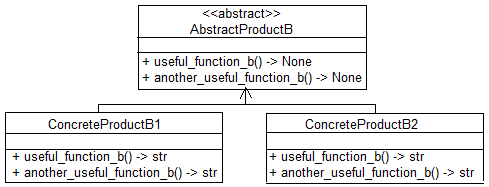 <<abstract>>
AbstractProductB
+ useful_function_b() -> None
+ another_useful_function_b() -> None
ConcreteProductB1
+ useful_function_b() -> str
+ another_useful_function_b() -> str
ConcreteProductB2
+ useful_function_b() -> str
+ another_useful_function_b() -> str